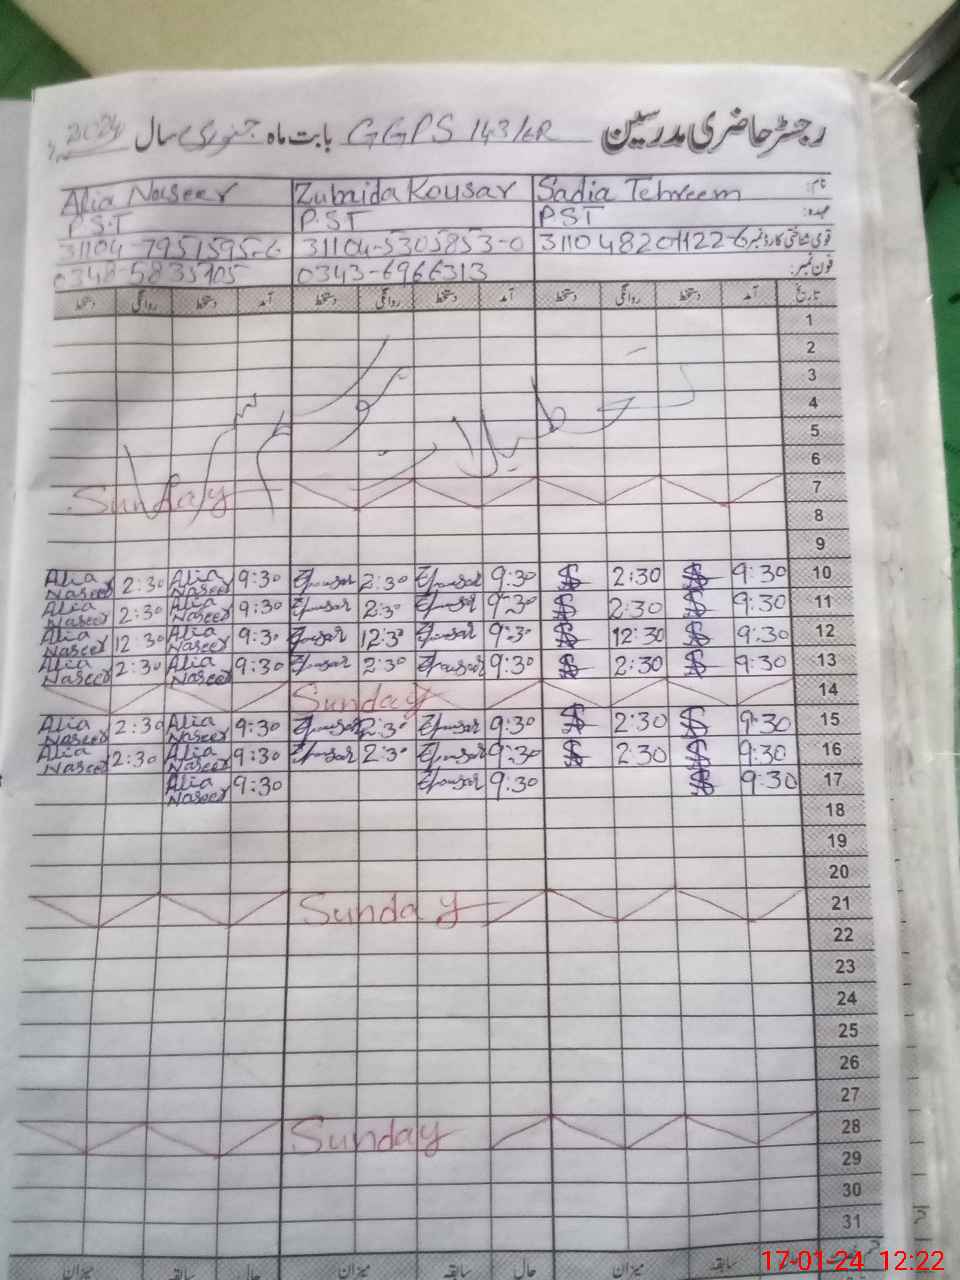 رجسٹر حاضری مدرسین GGPS 143/6R بابت ماہ جنوری سال 2024
نام: Sadia Tehreem Zubaida Kousar Alia Naseer
عہدہ: PST P.ST P.S.T
قومی شناختی کارڈ نمبر 311048201122-6 31104-5305853-0 31104-7951595-6
فون نمبر: 0343-6966313 0348-5835905
تاریخ آمد دستخط روانگی دستخط آمد دستخط روانگی دستخط آمد دستخط روانگی دستخط
1
2
3
4
5
6
7 Sunday
8
9
10 9:30 2:30 9:30 2:30 9:30 Alia Naseer 2:30 Alia Naseer
11 9:30 2:30 9:30 2:30 9:30 Alia Naseer 2:30 Alia Naseer
12 9:30 12:30 9:30 12:30 9:30 Alia Naseer 12:30 Alia Naseer
13 9:30 2:30 9:30 2:30 9:30 Alia Naseer 2:30 Alia Naseer
14 Sunday
15 9:30 2:30 9:30 2:30 9:30 Alia Naseer 2:30 Alia Naseer
16 9:30 2:30 9:30 2:30 9:30 Alia Naseer 2:30 Alia Naseer
17 9:30 9:30 9:30 Alia Naseer
18
19
20
21 Sunday
22
23
24
25
26
27
28 Sunday
29
30
31
حال سابقہ میزان حال سابقہ میزان حال سابقہ میزان
17-01-24 12:22